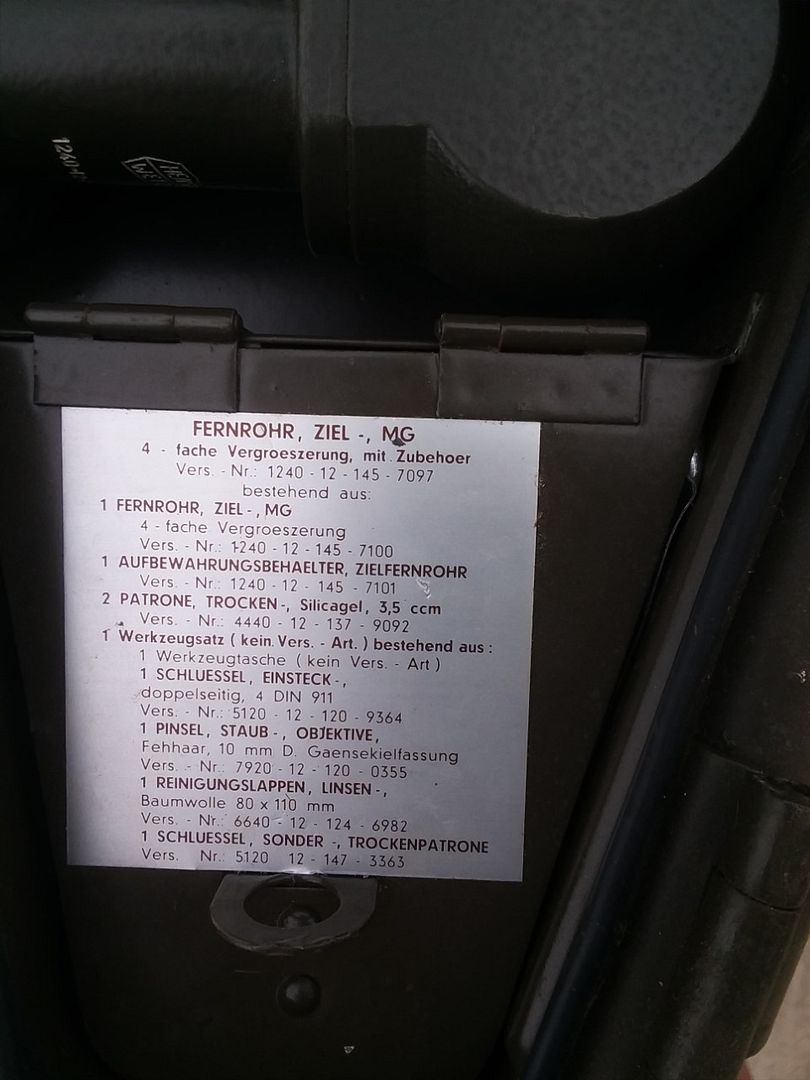 1240-1
FERNROHR, ZIEL -, MG
4 - fache Vergroeszerung, mit Zubehoer
Vers. - Nr.: 1240 - 12 - 145 - 7097
bestehend aus:
1 FERNROHR, ZIEL -, MG
4 - fache Vergroeszerung
Vers. - Nr.: 1240 - 12 - 145 - 7100
1 AUFBEWAHRUNGSBEHAELTER, ZIELFERNROHR
Vers. - Nr.: 1240 - 12 - 145 - 7101
2 PATRONE, TROCKEN -, Silicagel, 3,5 ccm
Vers. - Nr.: 4440 - 12 - 137 - 9092
1 Werkzeugsatz ( kein Vers. - Art. ) bestehend aus :
1 Werkzeugtasche ( kein Vers. - Art )
1 SCHLUESSEL, EINSTECK -,
doppelseitig, 4 DIN 911
Vers. - Nr.: 5120 - 12 - 120 - 9364
1 PINSEL, STAUB - , OBJEKTIVE,
Fehhaar, 10 mm D. Gaensekielfassung
Vers. - Nr.: 7920 - 12 - 120 - 0355
1 REINIGUNGSLAPPEN, LINSEN -,
Baumwolle 80 x 110 mm
Vers. - Nr.: 6640 - 12 - 124 - 6982
1 SCHLUESSEL, SONDER -, TROCKENPATRONE
Vers. Nr.: 5120 12 - 147 - 3363